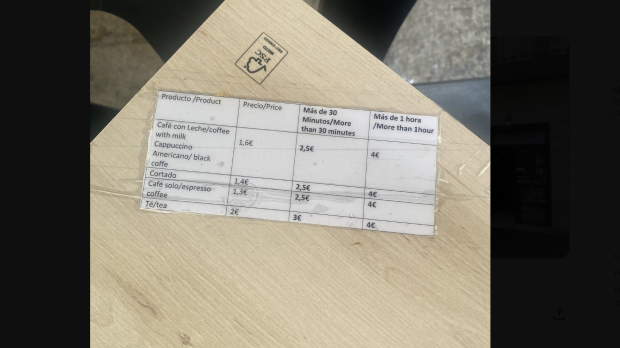 FSC
MIXTO
Producto /Product
Precio/Price
Más de 30
Minutos/More
than 30 minutes
Más de 1 hora
/More than 1hour
Café con Leche/coffee
with milk
Cappuccino
Americano/ black
coffe
1,6€
2,5€
4€
Cortado
1,4€
2,5€
4€
Café solo/espresso
coffee
1,3€
2,5€
4€
Té/tea
2€
3€
4€